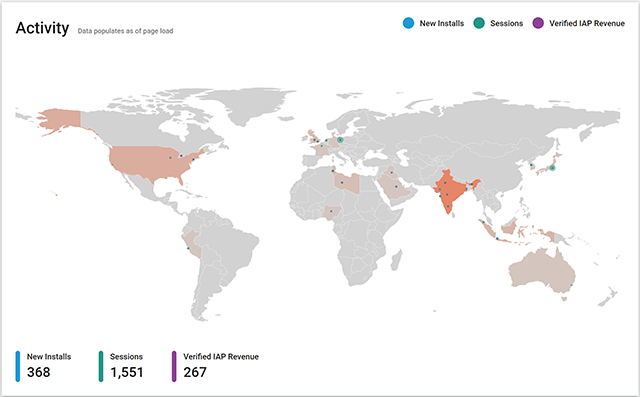 Activity Data populates as of page load
New Installs Sessions Verified IAP Revenue
New Installs Sessions Verified IAP Revenue
368 1,551 267